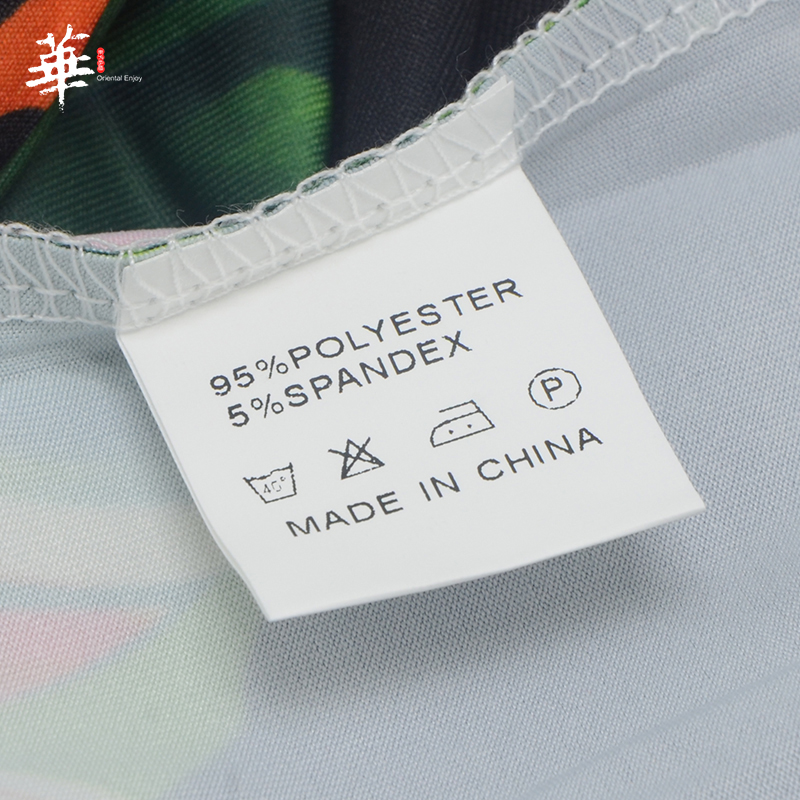 華
Oriental Enjoy
95%POLYESTER
5%SPANDEX
40°
P
MADE IN CHINA